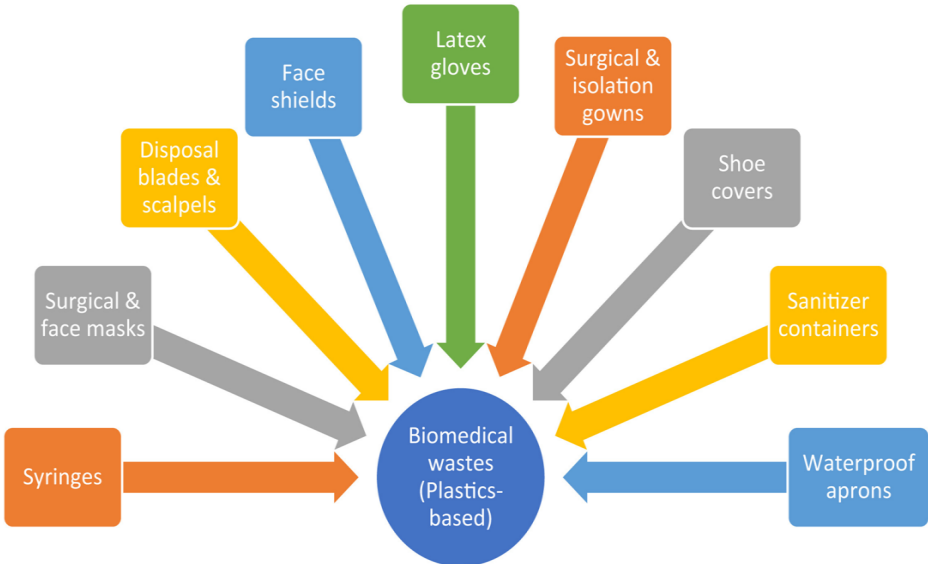 Latex
gloves
Surgical &
isolation
gowns
Face
shields
Disposal
blades &
scalpels
Shoe
covers
Surgical &
face masks
Sanitizer
containers
Syringes
Biomedical
wastes
(Plastics-
based)
Waterproof
aprons